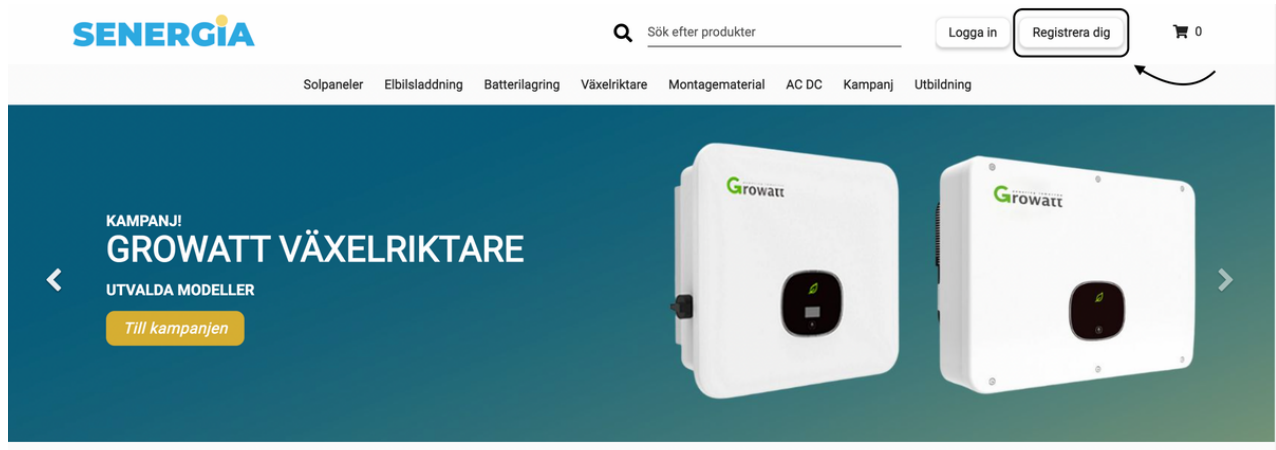 SENERGIA
Sök efter produkter
Logga in
Registrera dig
0
Solpaneler Elbilsladdning Batterilagring Växelriktare Montagematerial AC DC Kampanj Utbildning
KAMPANJ!
GROWATT VÄXELRIKTARE
UTVALDA MODELLER
Till kampanjen
Growatt
Growatt